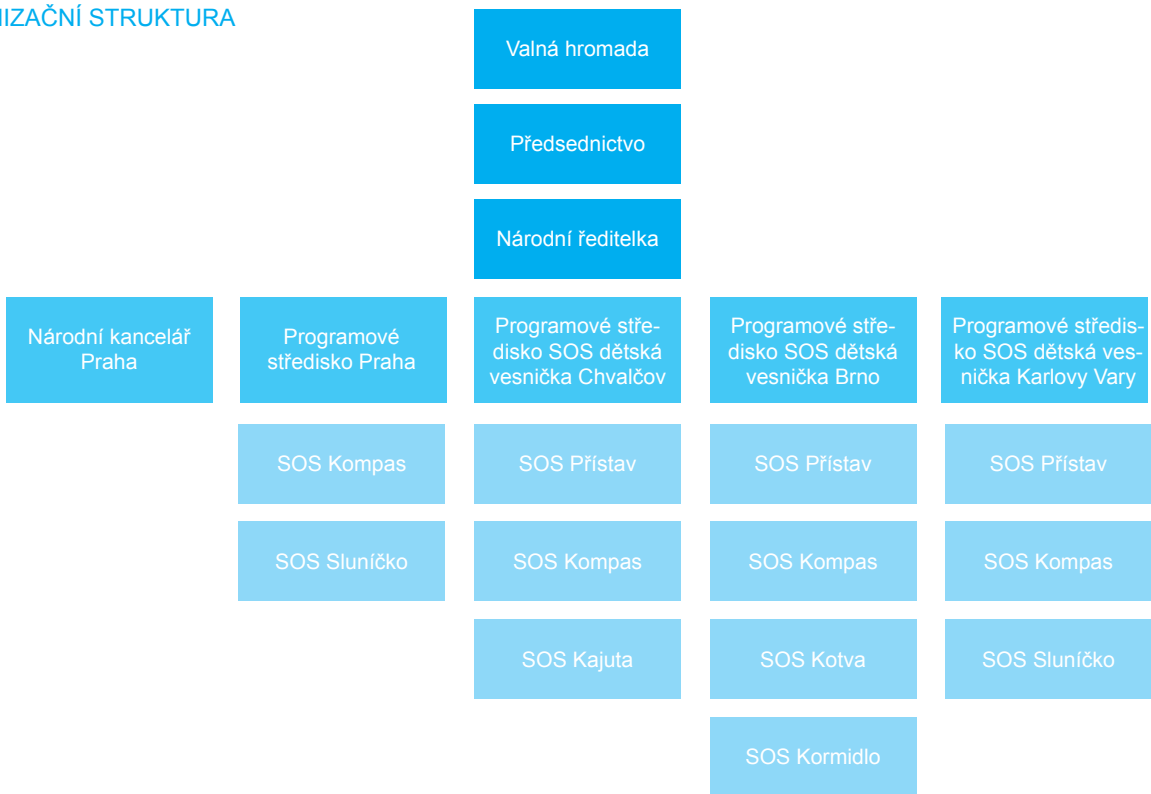 NIZAČNÍ STRUKTURA
Valná hromada
Předsednictvo
Národní ředitelka
Národní kancelář
Praha
Programové
středisko Praha
Programové stře-
disko SOS dětská
vesnička Chvalčov
Programové stře-
disko SOS dětská
vesnička Brno
Programové středis-
ko SOS dětská ves-
nička Karlovy Vary
SOS Kompas
SOS Přístav
SOS Přístav
SOS Přístav
SOS Sluníčko
SOS Kompas
SOS Kompas
SOS Kompas
SOS Kajuta
SOS Kotva
SOS Sluníčko
SOS Kormidlo